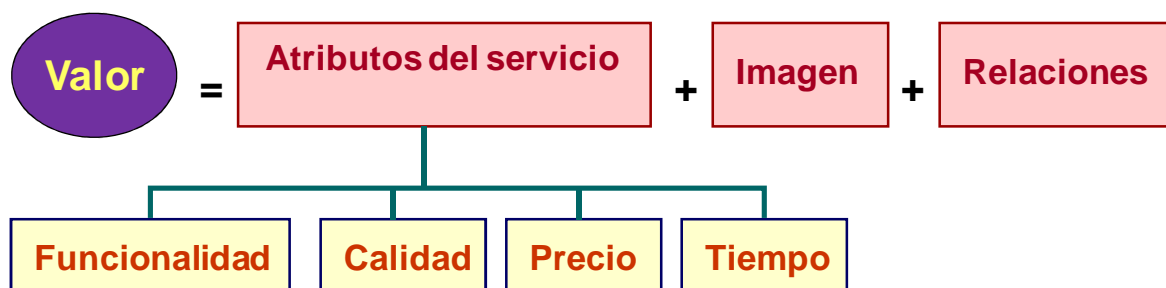 Valor = Atributos del servicio + Imagen + Relaciones
Funcionalidad Calidad Precio Tiempo